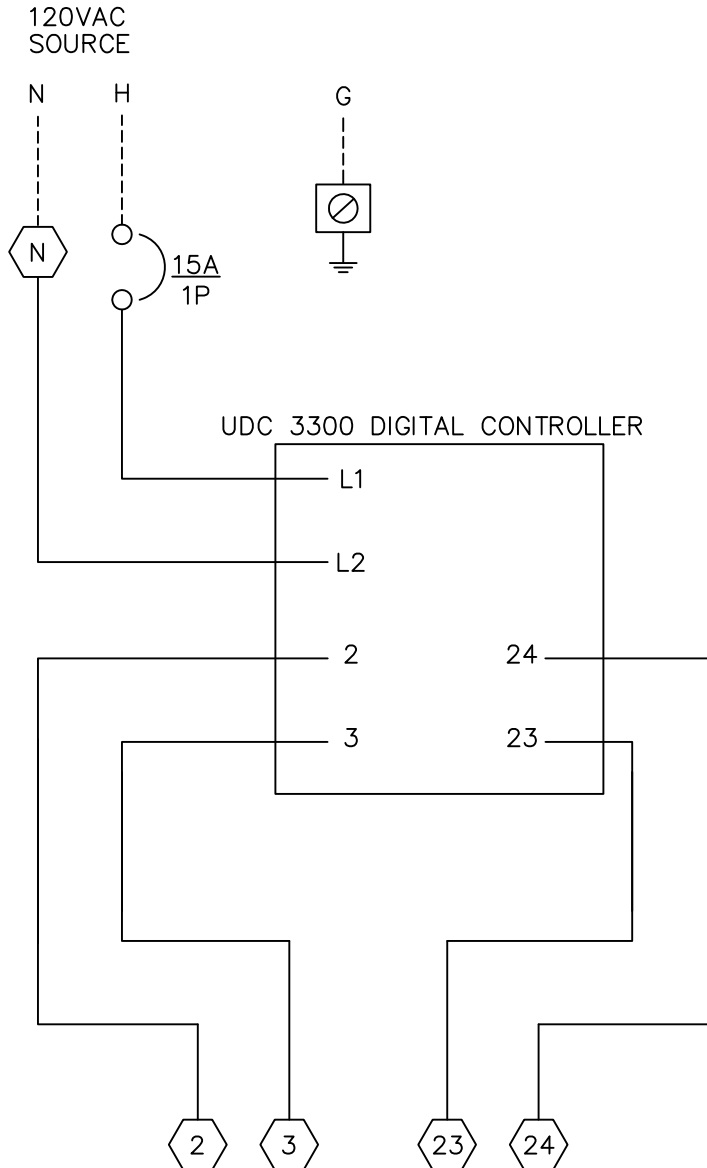 120VAC
SOURCE
N
H
G
N
15A
1P
UDC 3300 DIGITAL CONTROLLER
L1
L2
2
24
3
23
2
3
23
24